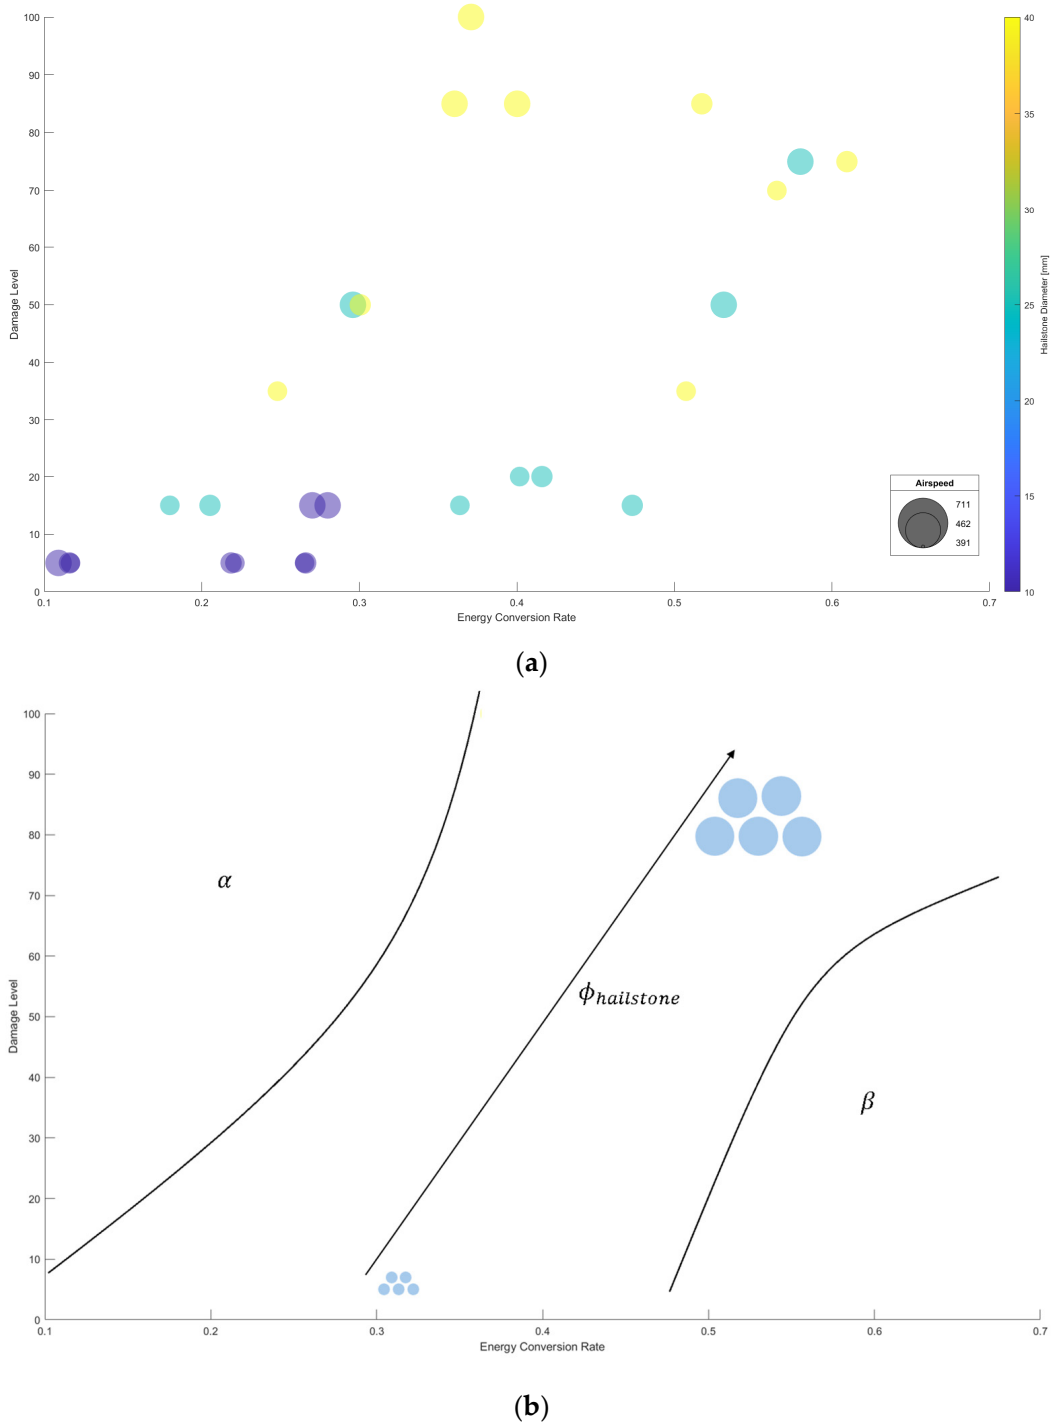 100
90
80
70
60
50
40
30
20
10
0
Damage Level
0.1 0.2 0.3 0.4 0.5 0.6 0.7
Energy Conversion Rate
40
35
30
25
20
15
10
Hailstone Diameter [mm]
Airspeed
711
462
391
(a)
100
90
80
70
60
50
40
30
20
10
0
Damage Level
α
ϕhailstone
β
0.1 0.2 0.3 0.4 0.5 0.6 0.7
Energy Conversion Rate
(b)